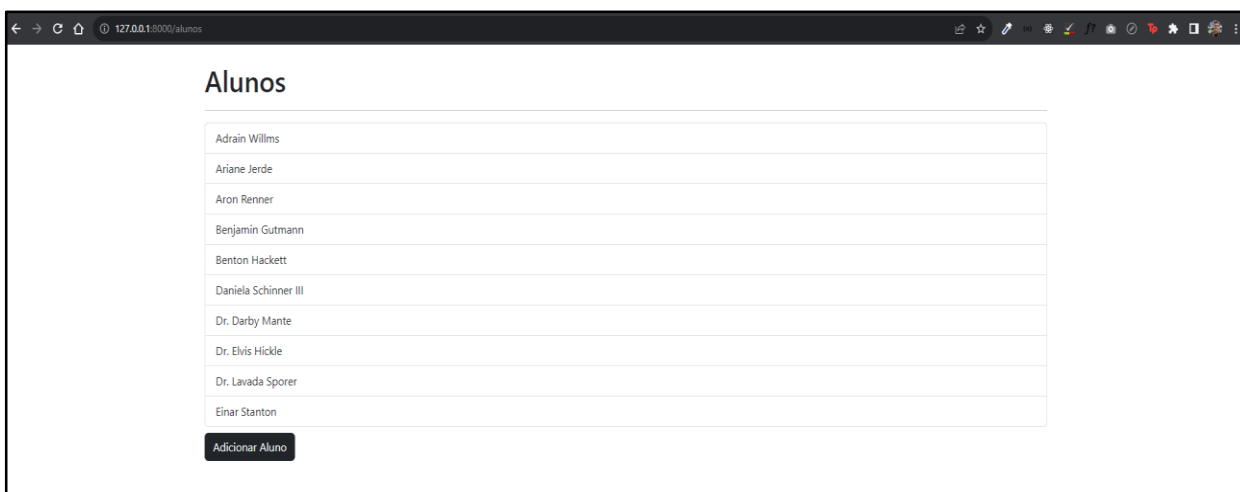 127.0.0.1:8000/alunos
Alunos
Adrain Willms
Ariane Jerde
Aron Renner
Benjamin Gutmann
Benton Hackett
Daniela Schinner III
Dr. Darby Mante
Dr. Elvis Hickle
Dr. Lavada Sporer
Einar Stanton
Adicionar Aluno